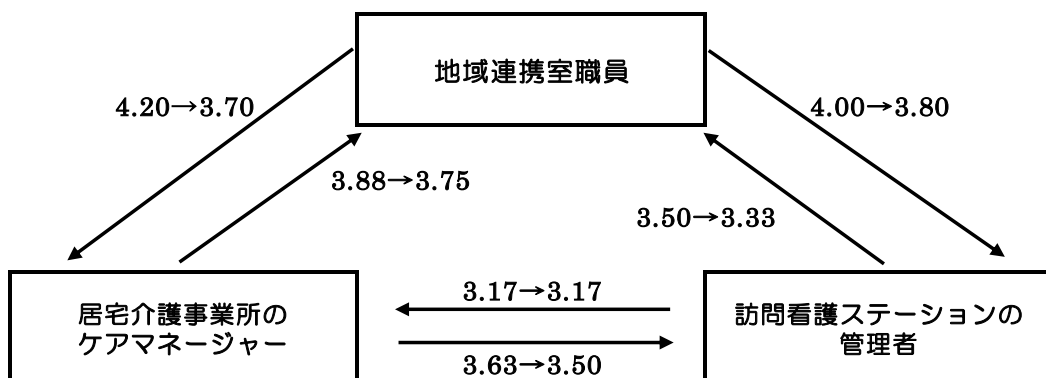 地域連携室職員
4.20→3.70
4.00→3.80
3.88→3.75
3.50→3.33
居宅介護事業所の
ケアマネージャー
3.17→3.17
3.63→3.50
訪問看護ステーションの
管理者